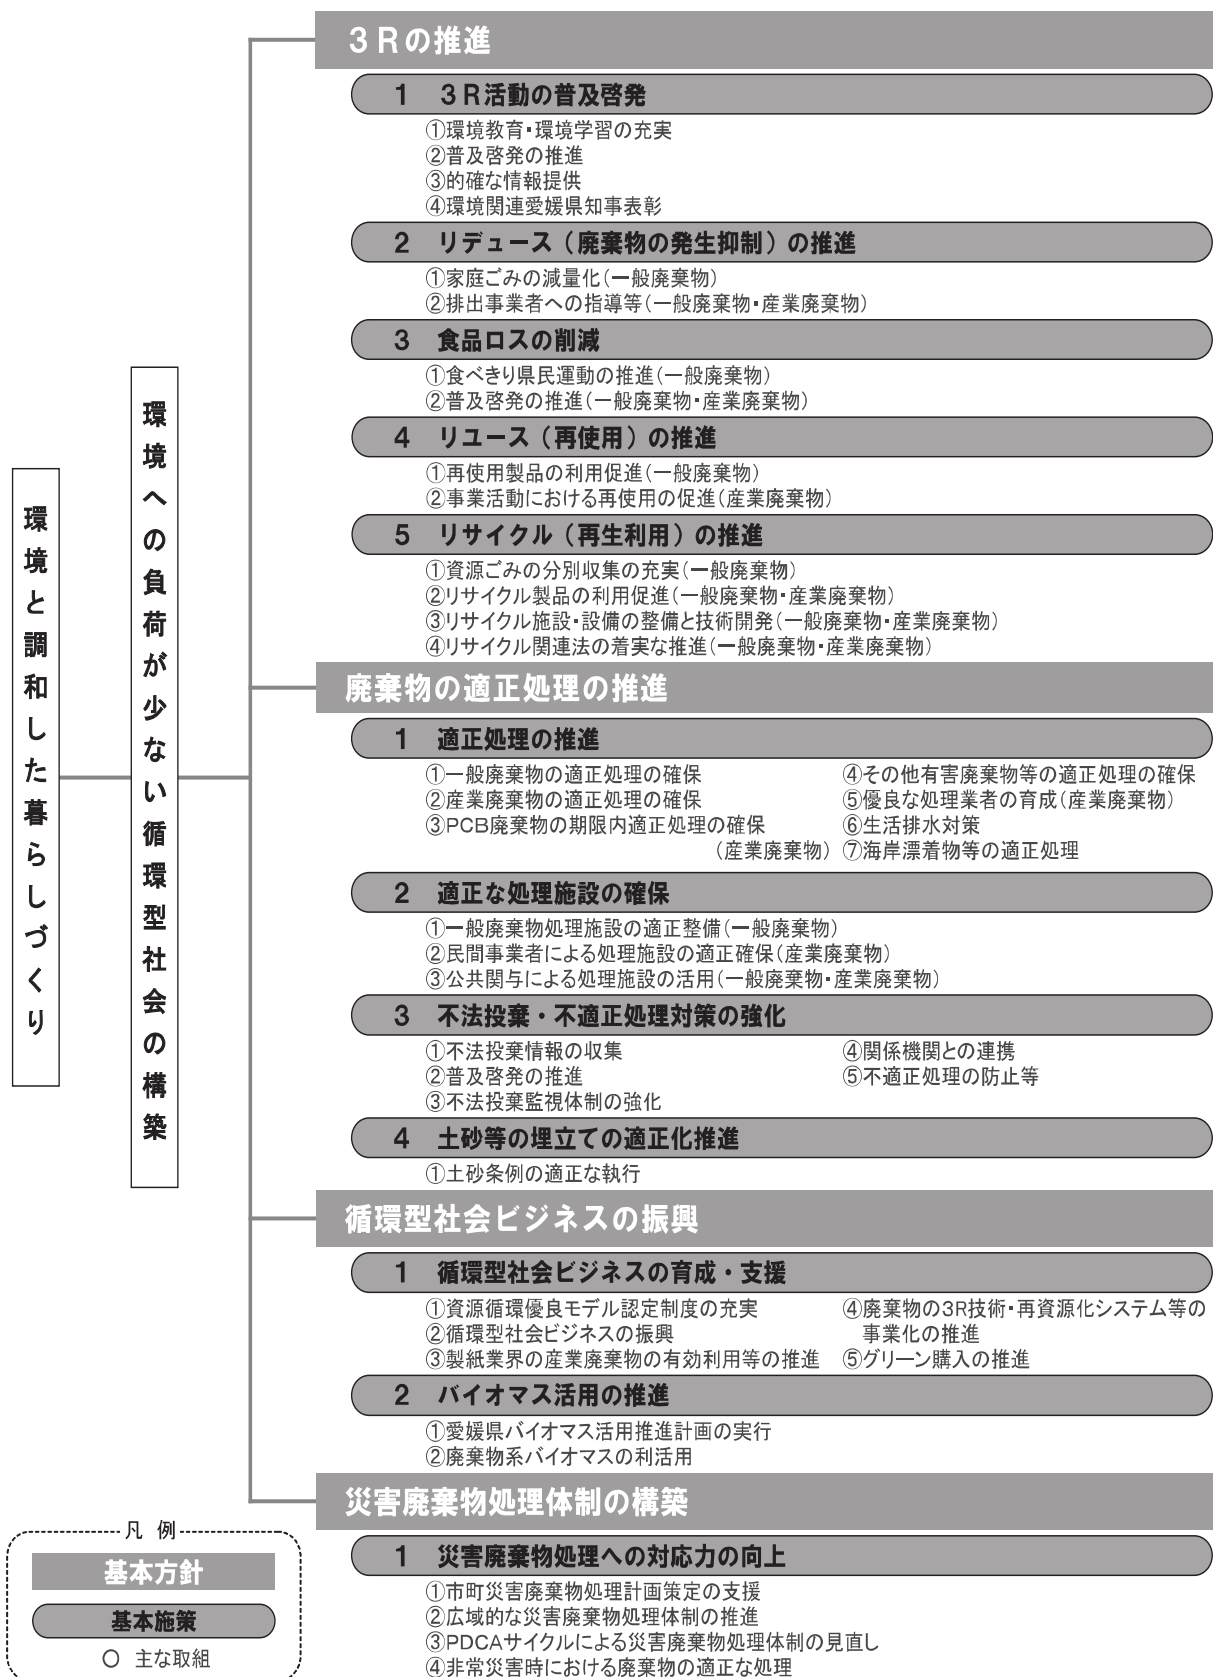 環境と調和した暮らしづくり
環境への負荷が少ない循環型社会の構築
3Rの推進
1 3R活動の普及啓発
①環境教育・環境学習の充実
②普及啓発の推進
③的確な情報提供
④環境関連愛媛県知事表彰
2 リデュース（廃棄物の発生抑制）の推進
①家庭ごみの減量化（一般廃棄物）
②排出事業者への指導等（一般廃棄物・産業廃棄物）
3 食品ロスの削減
①食べきり県民運動の推進（一般廃棄物）
②普及啓発の推進（一般廃棄物・産業廃棄物）
4 リユース（再使用）の推進
①再使用製品の利用促進（一般廃棄物）
②事業活動における再使用の促進（産業廃棄物）
5 リサイクル（再生利用）の推進
①資源ごみの分別収集の充実（一般廃棄物）
②リサイクル製品の利用促進（一般廃棄物・産業廃棄物）
③リサイクル施設・設備の整備と技術開発（一般廃棄物・産業廃棄物）
④リサイクル関連法の着実な推進（一般廃棄物・産業廃棄物）
廃棄物の適正処理の推進
1 適正処理の推進
①一般廃棄物の適正処理の確保
②産業廃棄物の適正処理の確保
③PCB廃棄物の期限内適正処理の確保
（産業廃棄物）
④その他有害廃棄物等の適正処理の確保
⑤優良な処理業者の育成（産業廃棄物）
⑥生活排水対策
⑦海岸漂着物等の適正処理
2 適正な処理施設の確保
①一般廃棄物処理施設の適正整備（一般廃棄物）
②民間事業者による処理施設の適正確保（産業廃棄物）
③公共関与による処理施設の活用（一般廃棄物・産業廃棄物）
3 不法投棄・不適正処理対策の強化
①不法投棄情報の収集
②普及啓発の推進
③不法投棄監視体制の強化
④関係機関との連携
⑤不適正処理の防止等
4 土砂等の埋立ての適正化推進
①土砂条例の適正な執行
循環型社会ビジネスの振興
1 循環型社会ビジネスの育成・支援
①資源循環優良モデル認定制度の充実
②循環型社会ビジネスの振興
③製紙業界の産業廃棄物の有効利用等の推進
④廃棄物の3R技術・再資源化システム等の
事業化の推進
⑤グリーン購入の推進
2 バイオマス活用の推進
①愛媛県バイオマス活用推進計画の実行
②廃棄物系バイオマスの利活用
災害廃棄物処理体制の構築
1 災害廃棄物処理への対応力の向上
①市町災害廃棄物処理計画策定の支援
②広域的な災害廃棄物処理体制の推進
③PDCAサイクルによる災害廃棄物処理体制の見直し
④非常災害時における廃棄物の適正な処理
凡 例
基本方針
基本施策
○ 主な取組